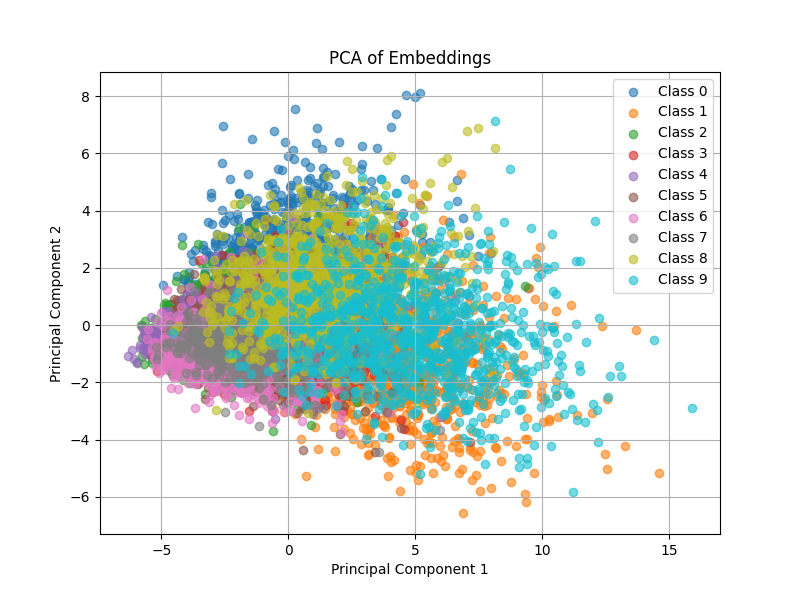 PCA of Embeddings
Principal Component 2
8
6
4
2
0
−2
−4
−6
Class 0
Class 1
Class 2
Class 3
Class 4
Class 5
Class 6
Class 7
Class 8
Class 9
−5 0 5 10 15
Principal Component 1